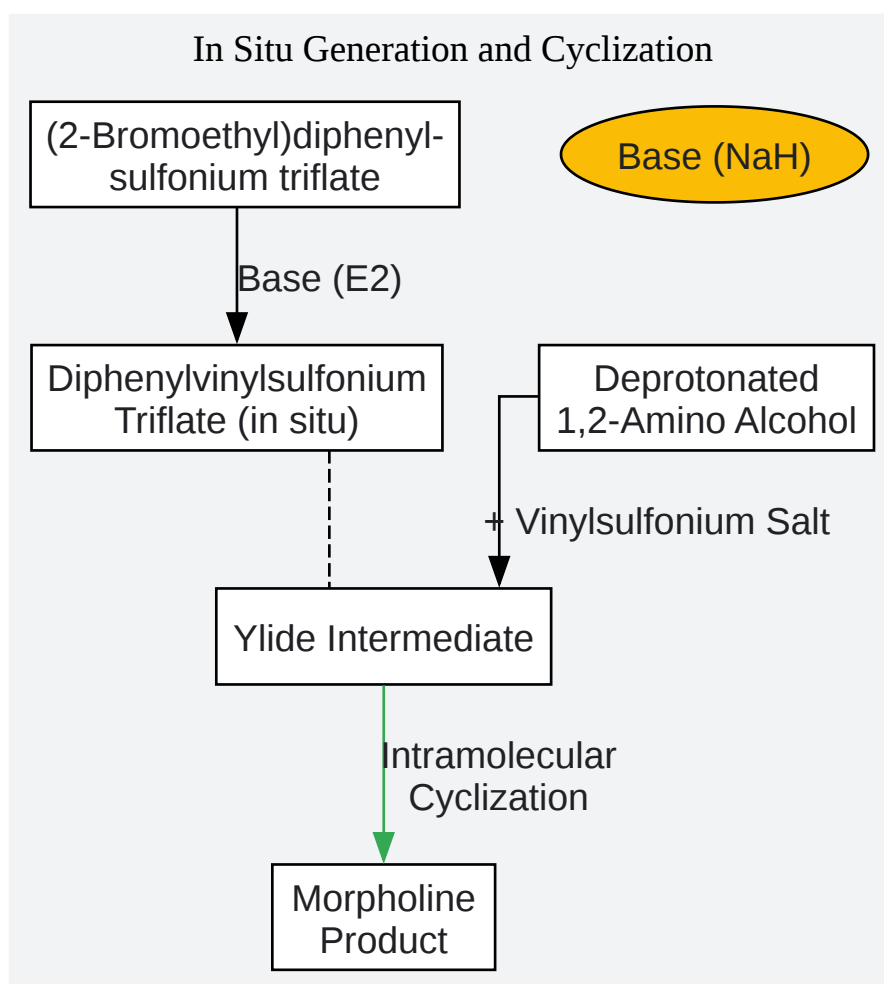 In Situ Generation and Cyclization
(2-Bromoethyl)diphenyl-
sulfonium triflate
Base (NaH)
Base (E2)
Diphenylvinylsulfonium
Triflate (in situ)
Deprotonated
1,2-Amino Alcohol
+ Vinylsulfonium Salt
Ylide Intermediate
Intramolecular
Cyclization
Morpholine
Product